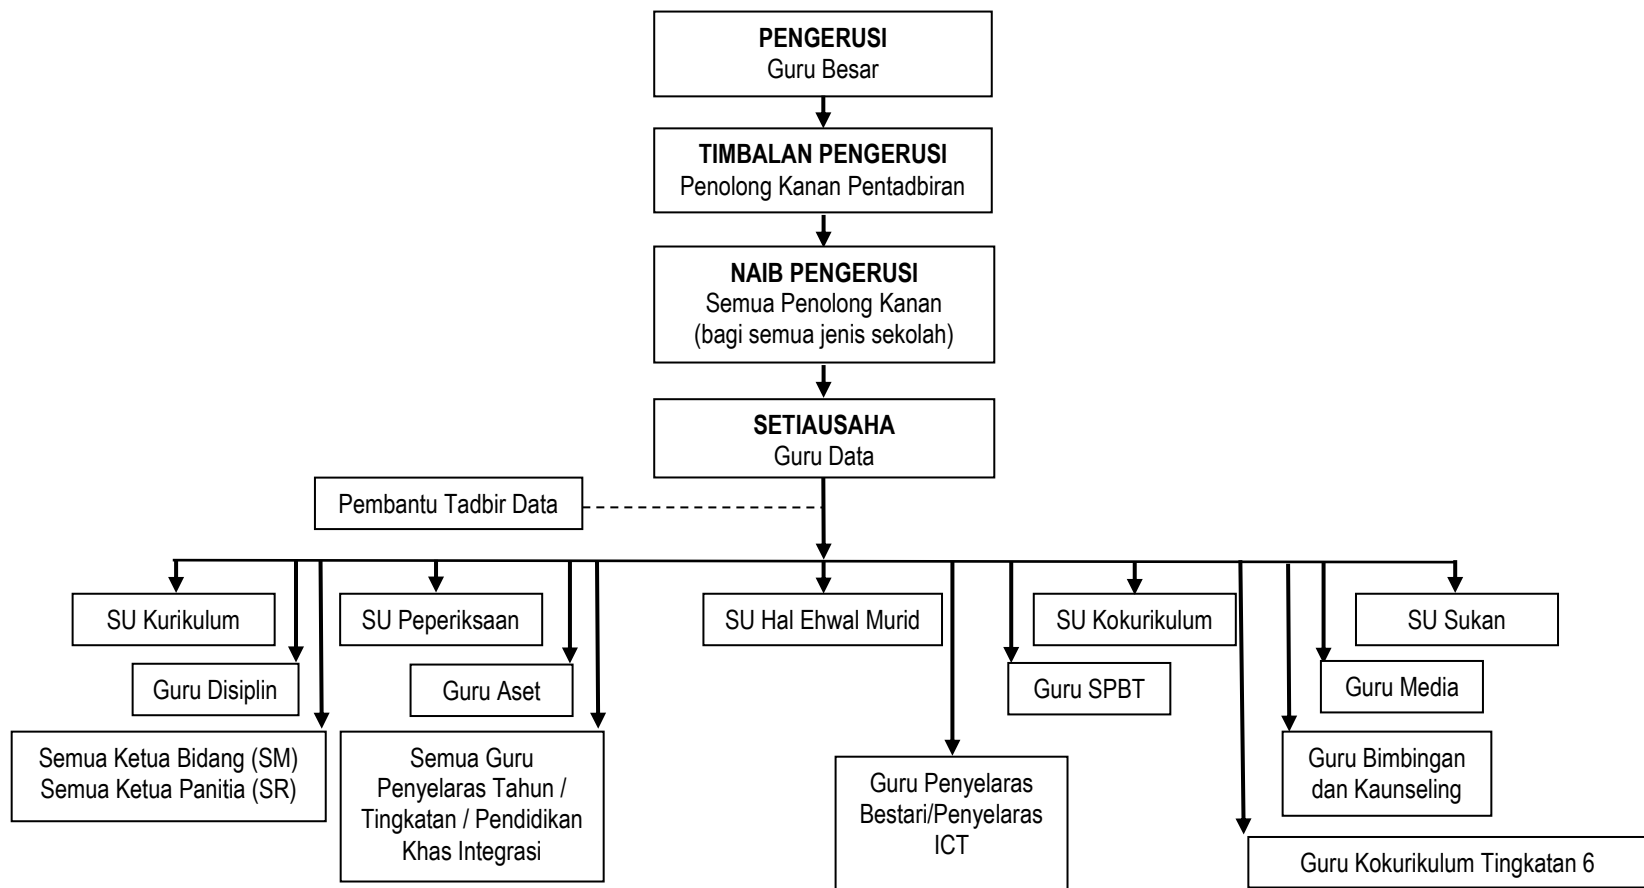 PENGERUSI
Guru Besar
TIMBALAN PENGERUSI
Penolong Kanan Pentadbiran
NAIB PENGERUSI
Semua Penolong Kanan
(bagi semua jenis sekolah)
SETIAUSAHA
Guru Data
Pembantu Tadbir Data
SU Kurikulum
SU Peperiksaan
SU Hal Ehwal Murid
SU Kokurikulum
SU Sukan
Guru Disiplin
Guru Aset
Guru SPBT
Guru Media
Semua Ketua Bidang (SM)
Semua Ketua Panitia (SR)
Semua Guru
Penyelaras Tahun /
Tingkatan / Pendidikan
Khas Integrasi
Guru Penyelaras
Bestari/Penyelaras
ICT
Guru Bimbingan
dan Kaunseling
Guru Kokurikulum Tingkatan 6